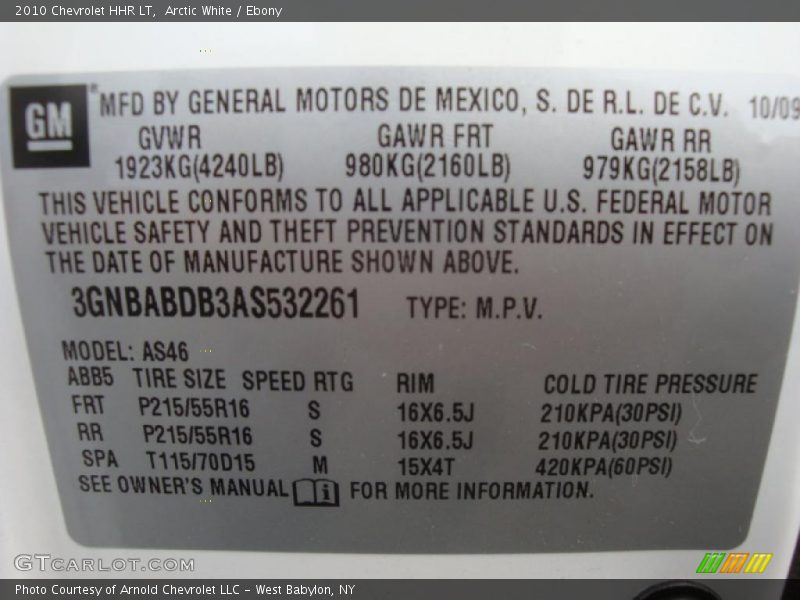 2010 Chevrolet HHR LT,  Arctic White / Ebony
GM® MFD BY GENERAL MOTORS DE MEXICO, S. DE R.L. DE C.V. 10/09
GVWR GAWR FRT GAWR RR
1923KG(4240LB) 980KG(2160LB) 979KG(2158LB)
THIS VEHICLE CONFORMS TO ALL APPLICABLE U.S. FEDERAL MOTOR
VEHICLE SAFETY AND THEFT PREVENTION STANDARDS IN EFFECT ON
THE DATE OF MANUFACTURE SHOWN ABOVE.
3GNBABDB3AS532261 TYPE: M.P.V.
MODEL: AS46
ABB5 TIRE SIZE SPEED RTG RIM COLD TIRE PRESSURE
FRT P215/55R16 S 16X6.5J 210KPA(30PSI)
RR P215/55R16 S 16X6.5J 210KPA(30PSI)
SPA T115/70D15 M 15X4T 420KPA(60PSI)
SEE OWNER'S MANUAL i FOR MORE INFORMATION.
GTCARLOT.COM
Photo Courtesy of Arnold Chevrolet LLC - West Babylon, NY